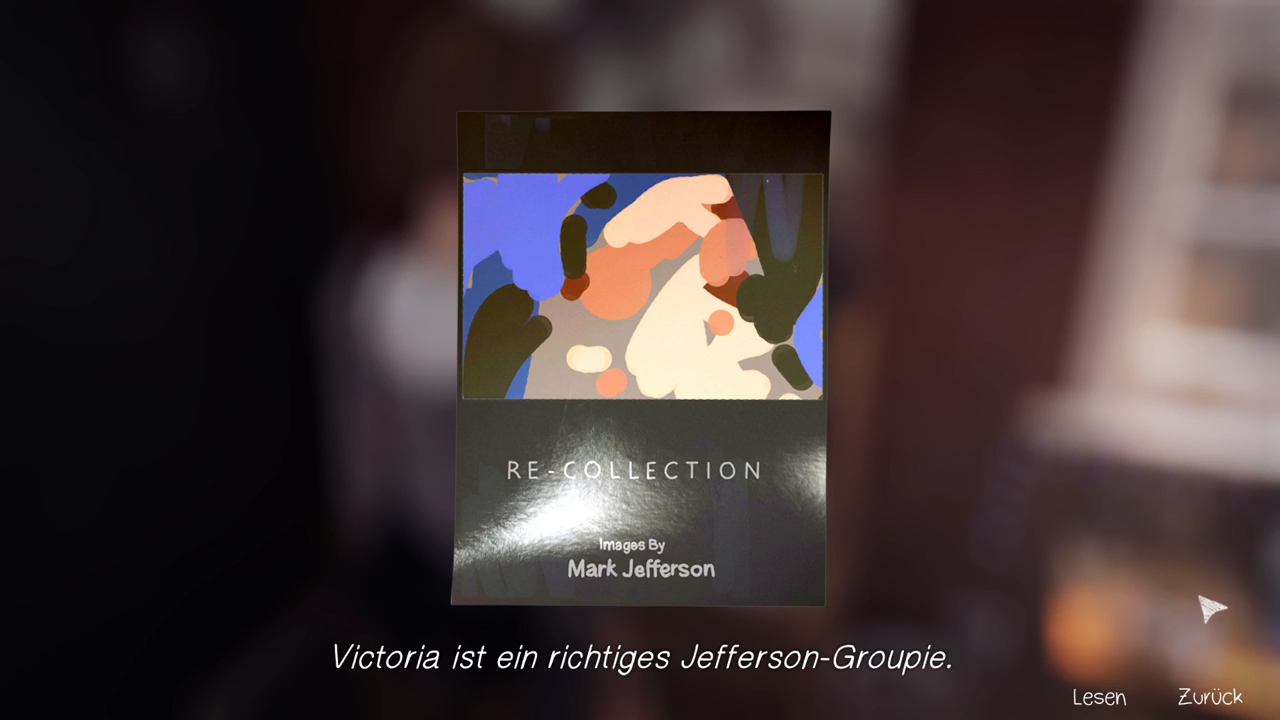 RE-COLLECTION
Images By
Mark Jefferson
Victoria ist ein richtiges Jefferson-Groupie.
Lesen Zurück